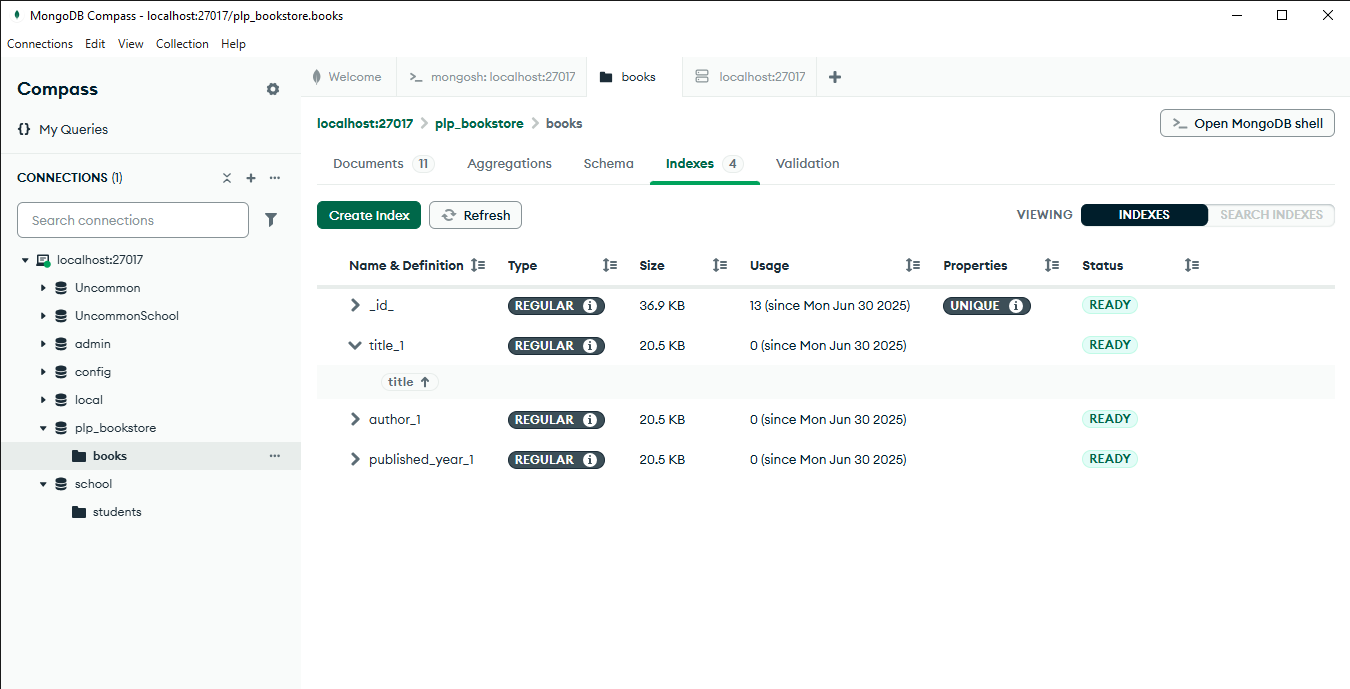 MongoDB Compass - localhost:27017/plp_bookstore.books
Connections Edit View Collection Help
Compass
{} My Queries
CONNECTIONS (1)
Search connections
localhost:27017
Uncommon
UncommonSchool
admin
config
local
plp_bookstore
books
school
students
Welcome >_ mongosh: localhost:27017 books localhost:27017
localhost:27017 > plp_bookstore > books
>_ Open MongoDB shell
Documents 11 Aggregations Schema Indexes 4 Validation
Create Index Refresh VIEWING INDEXES SEARCH INDEXES
Name & Definition Type Size Usage Properties Status
_id_ REGULAR 36.9 KB 13 (since Mon Jun 30 2025) UNIQUE READY
title_1 REGULAR 20.5 KB 0 (since Mon Jun 30 2025) READY
title ↑
author_1 REGULAR 20.5 KB 0 (since Mon Jun 30 2025) READY
published_year_1 REGULAR 20.5 KB 0 (since Mon Jun 30 2025) READY